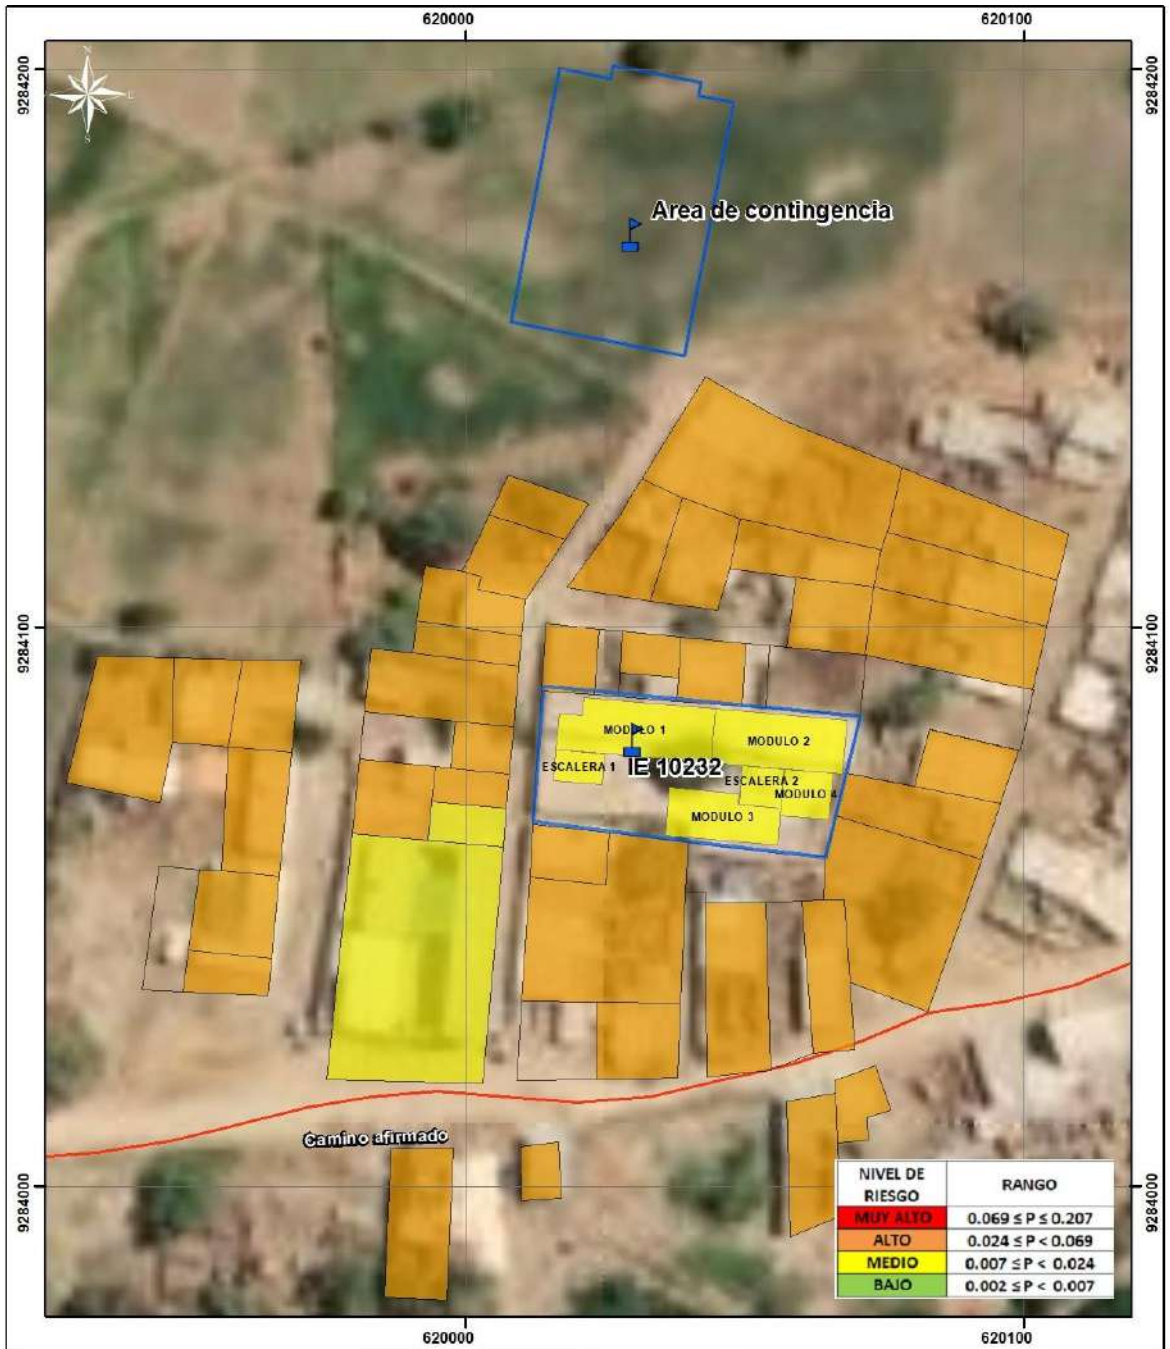 620000 620100
9284200 9284200
N
E
S
Area de contingencia
9284100 9284100
MODULO 1
MODULO 2
ESCALERA 1 IE 10232
ESCALERA 2
MODULO 4
MODULO 3
Camino afirmado
9284000 9284000
NIVEL DE RIESGO RANGO
MUY ALTO 0.069 ≤ P ≤ 0.207
ALTO 0.024 ≤ P < 0.069
MEDIO 0.007 ≤ P < 0.024
BAJO 0.002 ≤ P < 0.007
620000 620100